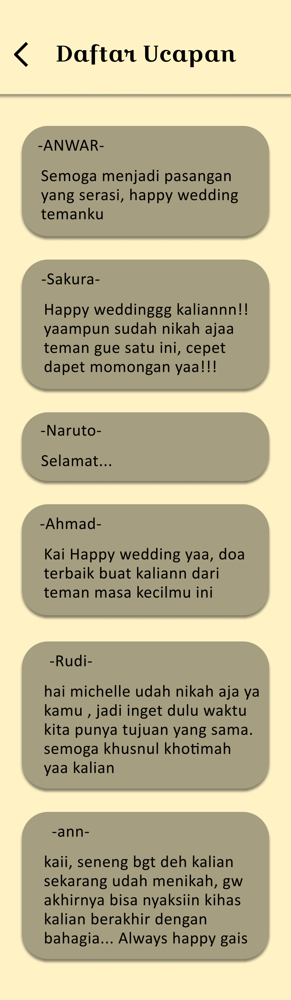 Daftar Ucapan
-ANWAR-
Semoga menjadi pasangan
yang serasi, happy wedding
temanku
-Sakura-
Happy weddinggg kaliannn!!
yaampun sudah nikah ajaa
teman gue satu ini, cepet
dapet momongan yaa!!!
-Naruto-
Selamat...
-Ahmad-
Kai Happy wedding yaa, doa
terbaik buat kaliann dari
teman masa kecilmu ini
-Rudi-
hai michelle udah nikah aja ya
kamu , jadi inget dulu waktu
kita punya tujuan yang sama.
semoga khusnul khotimah
yaa kalian
-ann-
kaii, seneng bgt deh kalian
sekarang udah menikah, gw
akhirnya bisa nyaksiin kihas
kalian berakhir dengan
bahagia... Always happy gais